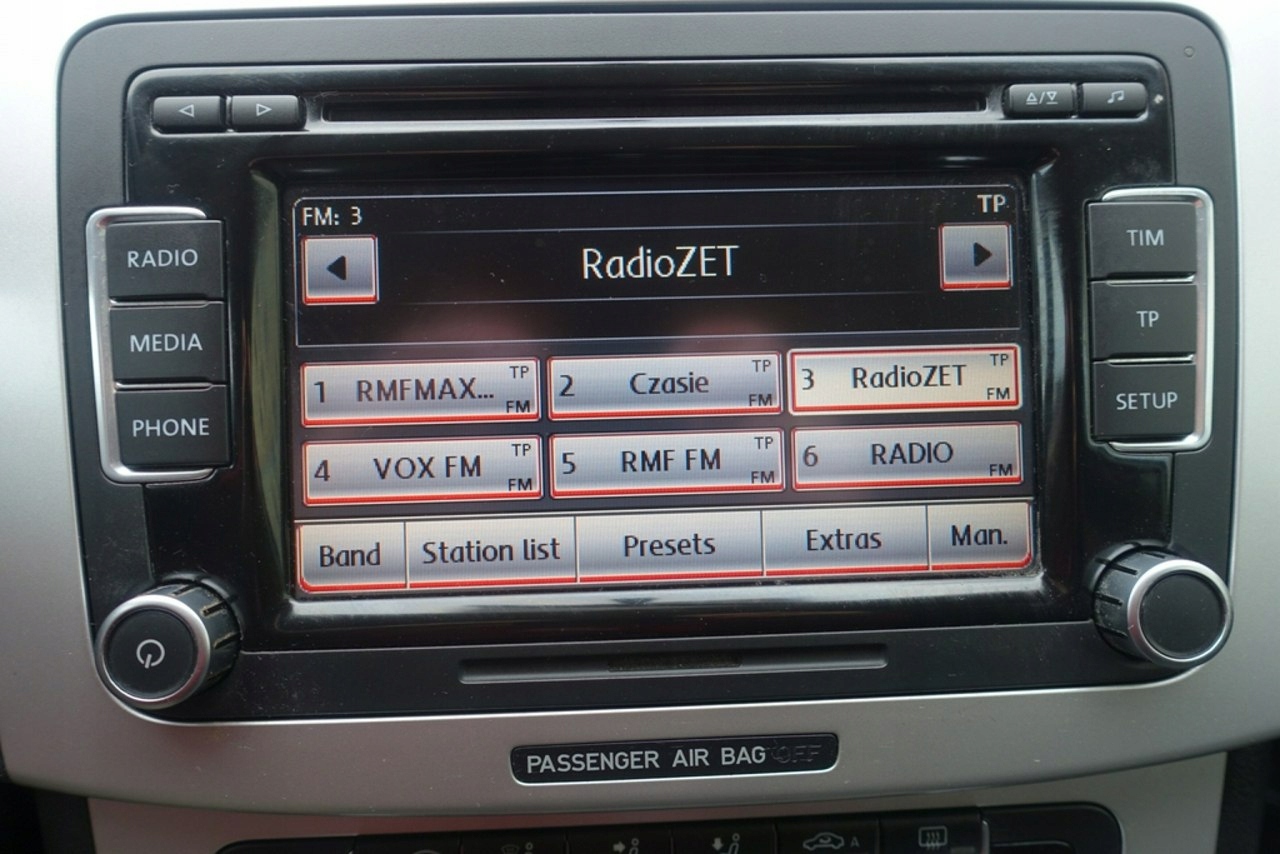 FM: 3 TP
RadioZET
RADIO
MEDIA
PHONE
TIM
TP
SETUP
1 RMFMAX... TP FM
2 Czasie TP FM
3 RadioZET TP FM
4 VOX FM TP FM
5 RMF FM TP FM
6 RADIO FM
Band Station list Presets Extras Man.
PASSENGER AIR BAG OFF
A